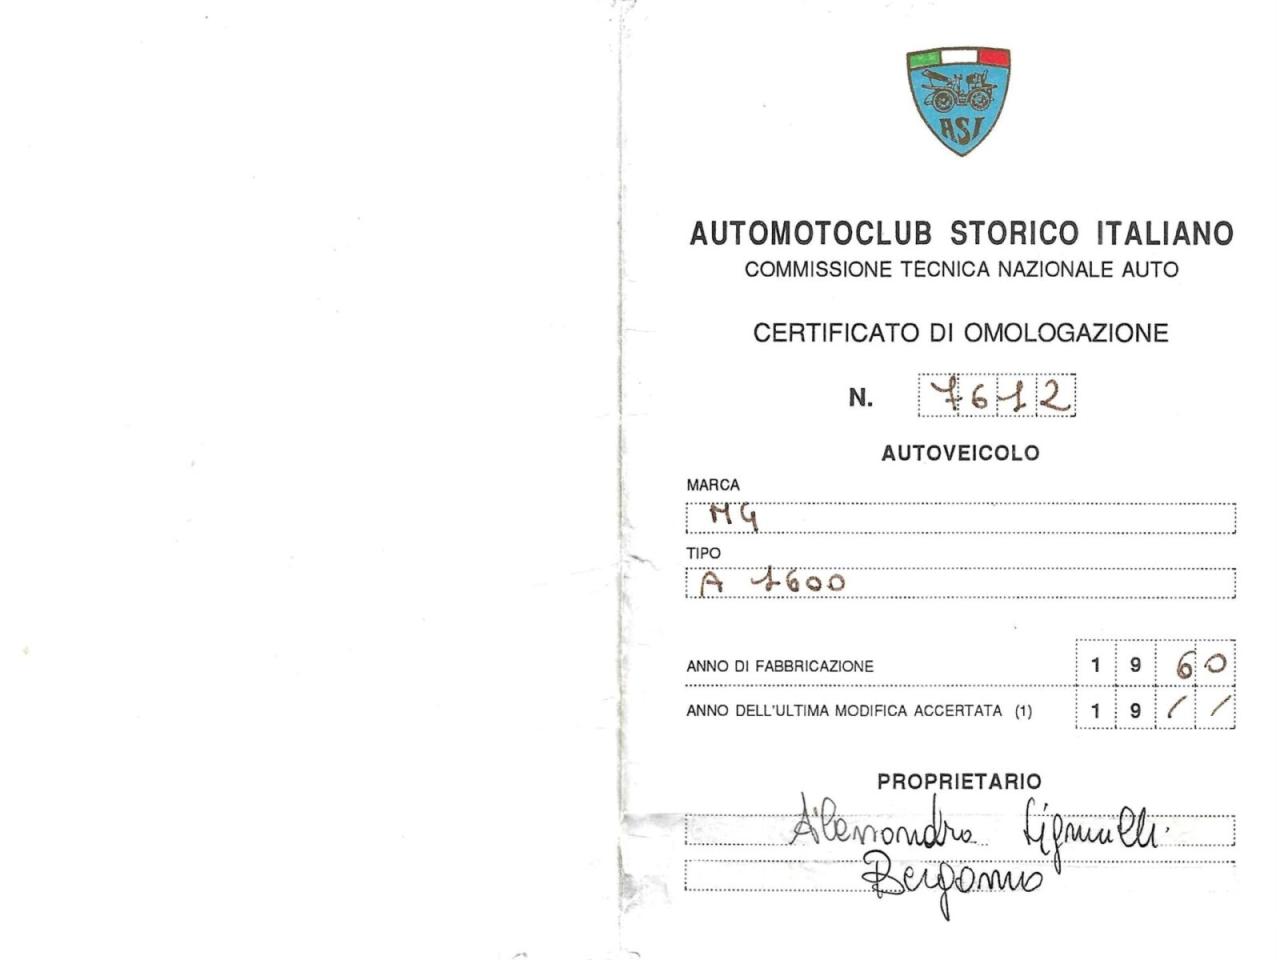 ASI
AUTOMOTOCLUB STORICO ITALIANO
COMMISSIONE TECNICA NAZIONALE AUTO
CERTIFICATO DI OMOLOGAZIONE
N. 7612
AUTOVEICOLO
MARCA
MG
TIPO
A 1600
ANNO DI FABBRICAZIONE 1960
ANNO DELL'ULTIMA MODIFICA ACCERTATA (1) 19 / /
PROPRIETARIO
Alessandra
Bergamo